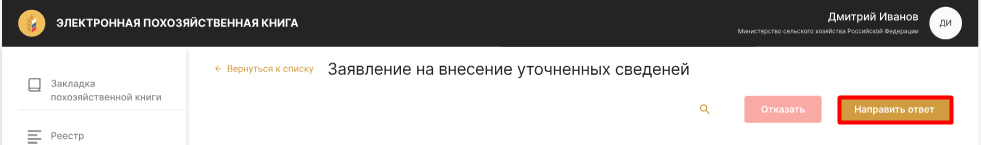 ЭЛЕКТРОННАЯ ПОХОЗЯЙСТВЕННАЯ КНИГА
Дмитрий Иванов
Министерство сельского хозяйства Российской Федерации
ДИ
← Вернуться к списку
Заявление на внесение уточненных сведеней
Закладка
похозяйственной книги
Отказать
Направить ответ
Реестр